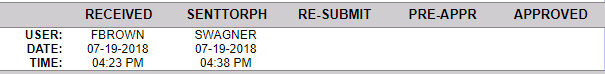 RECEIVED SENTTORPH RE-SUBMIT PRE-APPR APPROVED
USER: FBROWN SWAGNER
DATE: 07-19-2018 07-19-2018
TIME: 04:23 PM 04:38 PM